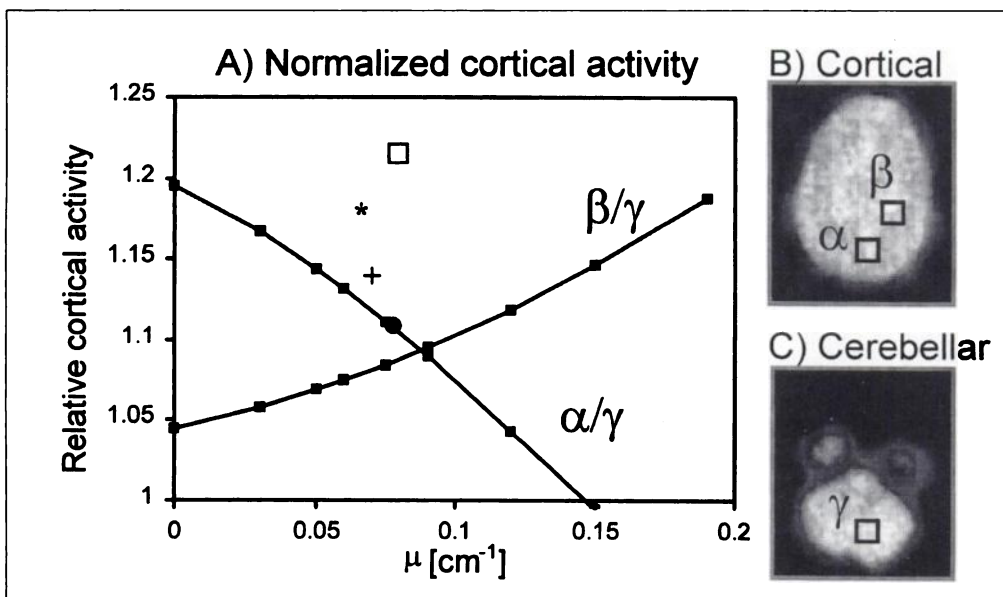 A) Normalized cortical activity
Relative cortical activity
1.25
1.2
1.15
1.1
1.05
1
0
0.05
0.1
0.15
0.2
μ [cm⁻¹]
β/γ
α/γ
*
+
B) Cortical
β
α
C) Cerebellar
γ